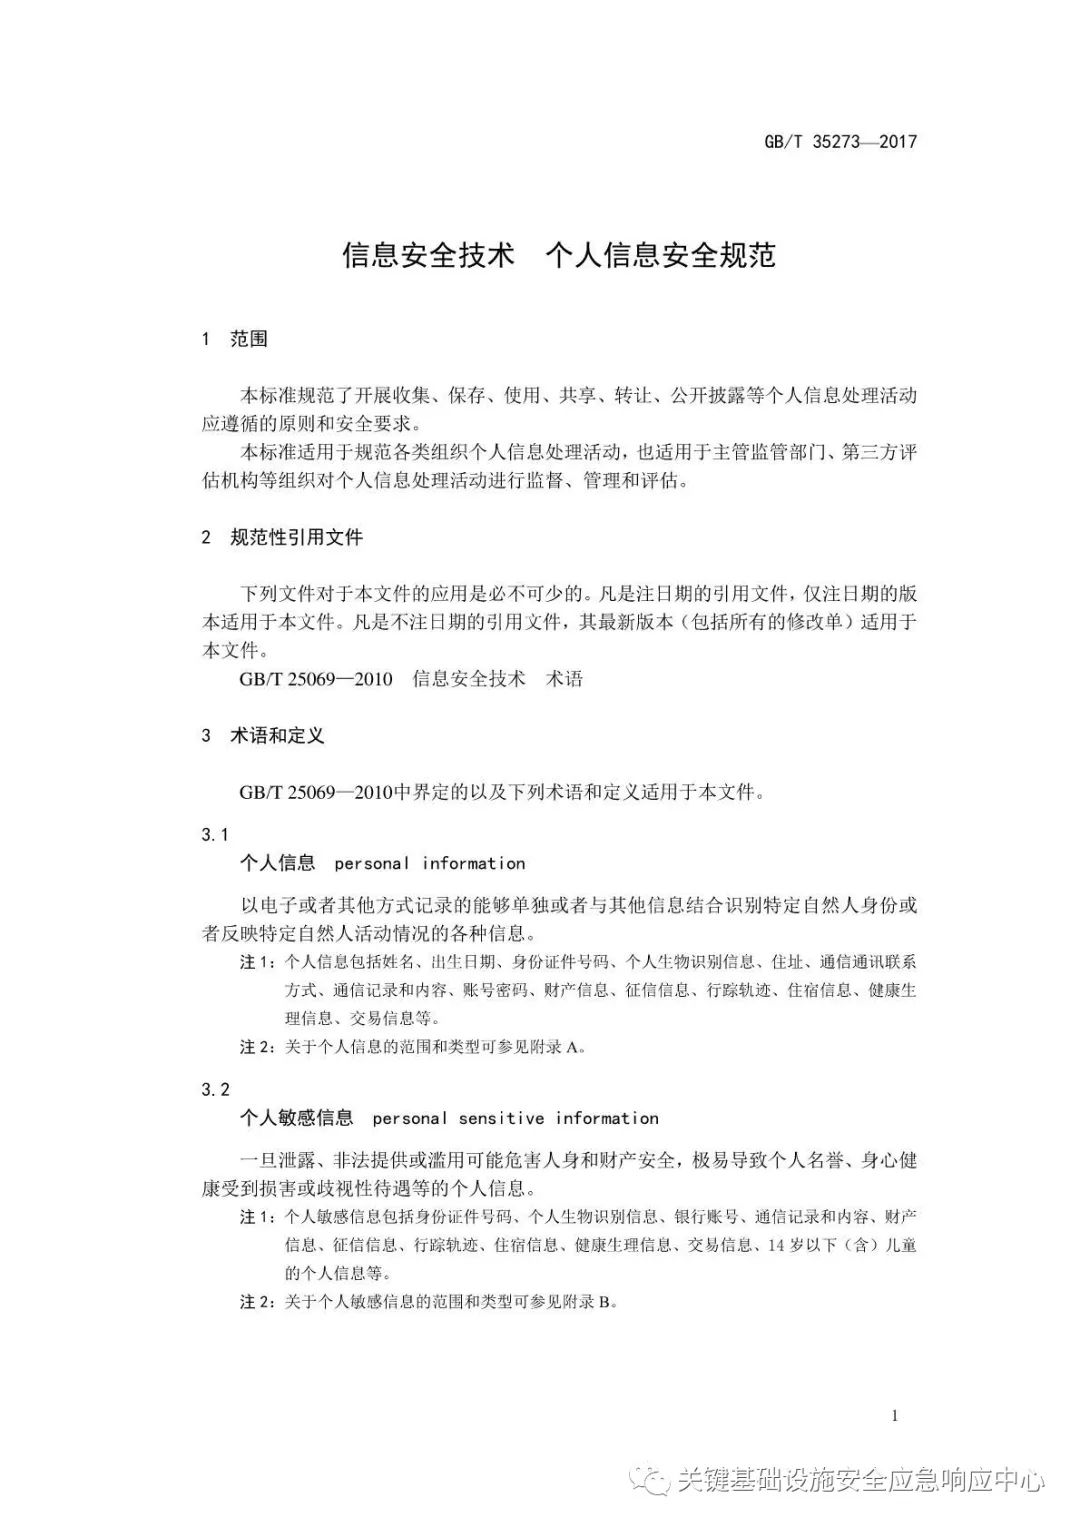 GB/T 35273—2017
信息安全技术　个人信息安全规范
1　范围
本标准规范了开展收集、保存、使用、共享、转让、公开披露等个人信息处理活动
应遵循的原则和安全要求。
本标准适用于规范各类组织个人信息处理活动，也适用于主管监管部门、第三方评
估机构等组织对个人信息处理活动进行监督、管理和评估。
2　规范性引用文件
下列文件对于本文件的应用是必不可少的。凡是注日期的引用文件，仅注日期的版
本适用于本文件。凡是不注日期的引用文件，其最新版本（包括所有的修改单）适用于
本文件。
GB/T 25069—2010　信息安全技术　术语
3　术语和定义
GB/T 25069—2010中界定的以及下列术语和定义适用于本文件。
3.1
个人信息　personal information
以电子或者其他方式记录的能够单独或者与其他信息结合识别特定自然人身份或
者反映特定自然人活动情况的各种信息。
注 1：个人信息包括姓名、出生日期、身份证件号码、个人生物识别信息、住址、通信通讯联系
方式、通信记录和内容、账号密码、财产信息、征信信息、行踪轨迹、住宿信息、健康生
理信息、交易信息等。
注 2：关于个人信息的范围和类型可参见附录 A。
3.2
个人敏感信息　personal sensitive information
一旦泄露、非法提供或滥用可能危害人身和财产安全，极易导致个人名誉、身心健
康受到损害或歧视性待遇等的个人信息。
注 1：个人敏感信息包括身份证件号码、个人生物识别信息、银行账号、通信记录和内容、财产
信息、征信信息、行踪轨迹、住宿信息、健康生理信息、交易信息、14 岁以下（含）儿童
的个人信息等。
注 2：关于个人敏感信息的范围和类型可参见附录 B。
1
关键基础设施安全应急响应中心